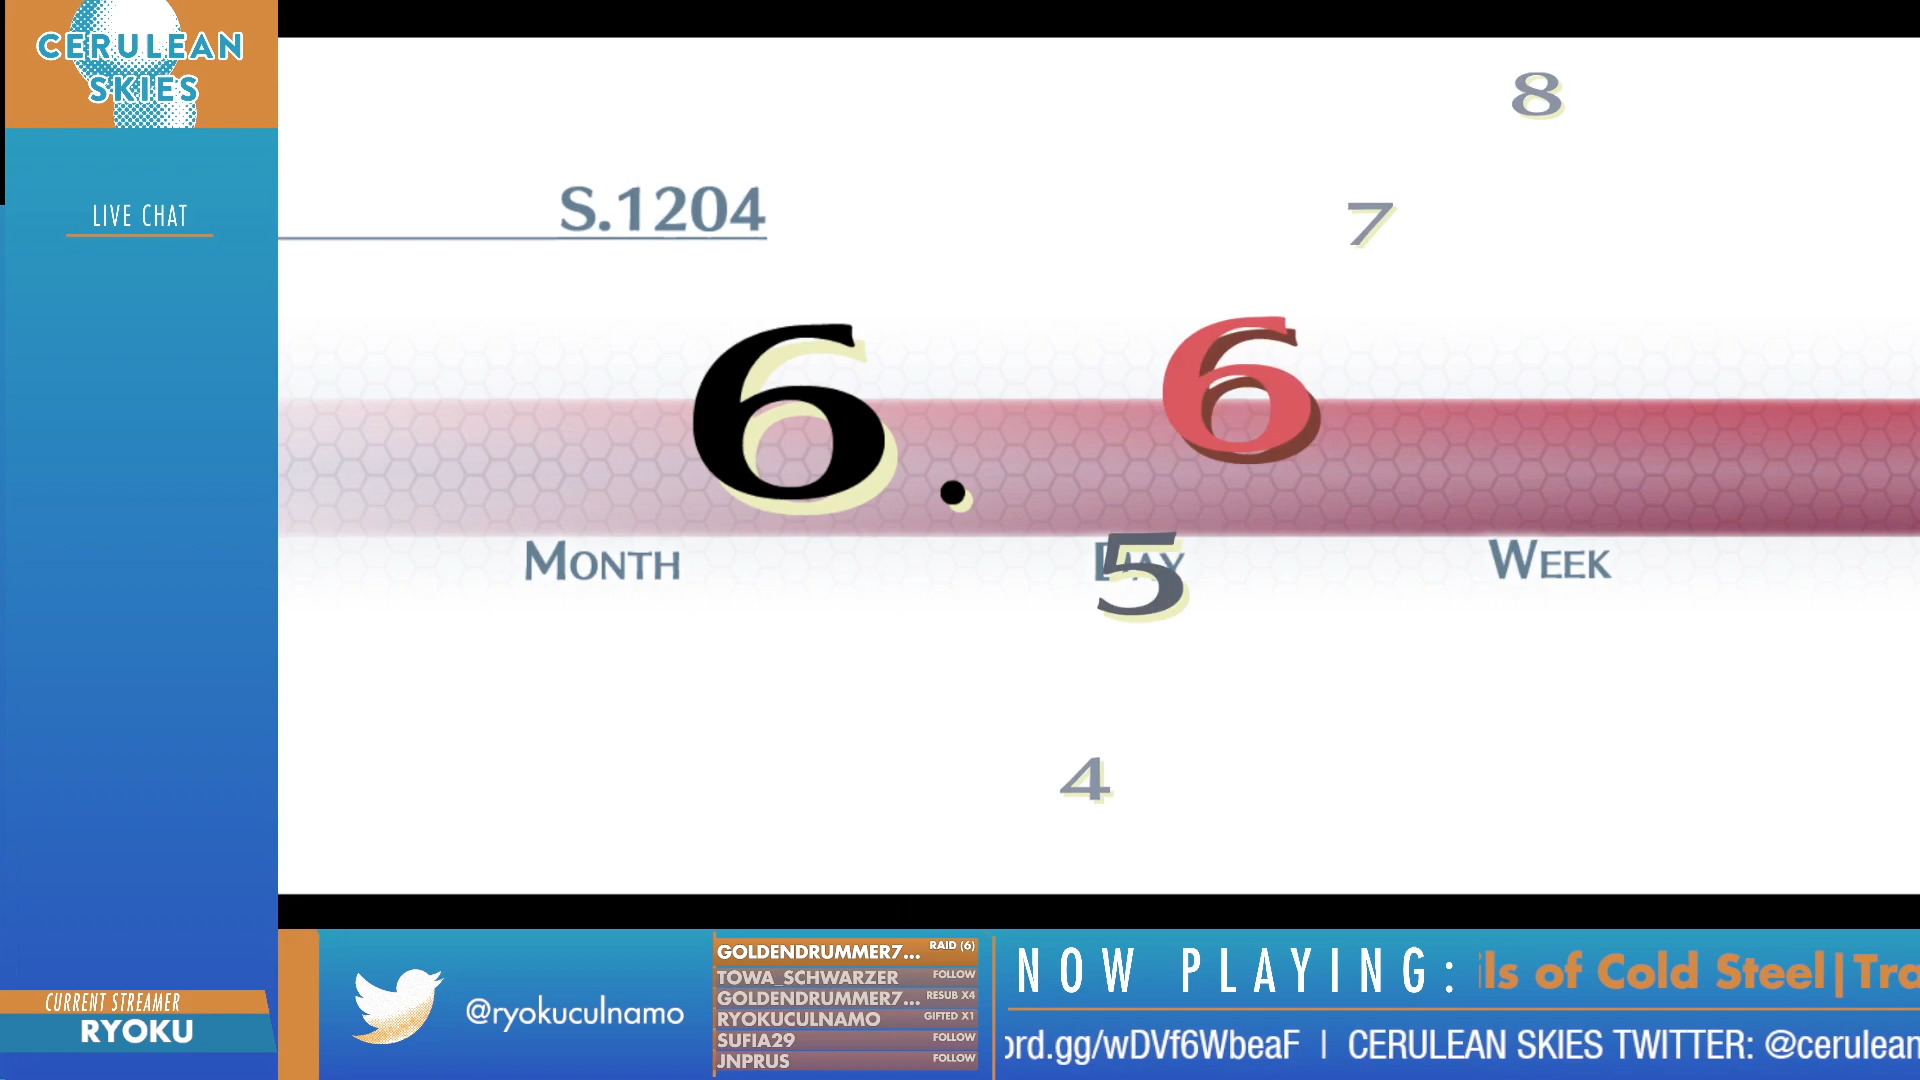 CERULEAN
SKIES
LIVE CHAT
8
7
S.1204
6.
6
MONTH
5
WEEK
4
CURRENT STREAMER
RYOKU
@ryokuculnamo
GOLDENDRUMMER7... RAID (6)
TOWA_SCHWARZER FOLLOW
GOLDENDRUMMER7... RESUB X4
RYOKUCULNAMO GIFTED X1
SUFIA29 FOLLOW
JNPRUS FOLLOW
NOW PLAYING: ils of Cold Steel|Tra
ord.gg/wDVf6WbeaF | CERULEAN SKIES TWITTER: @cerulean